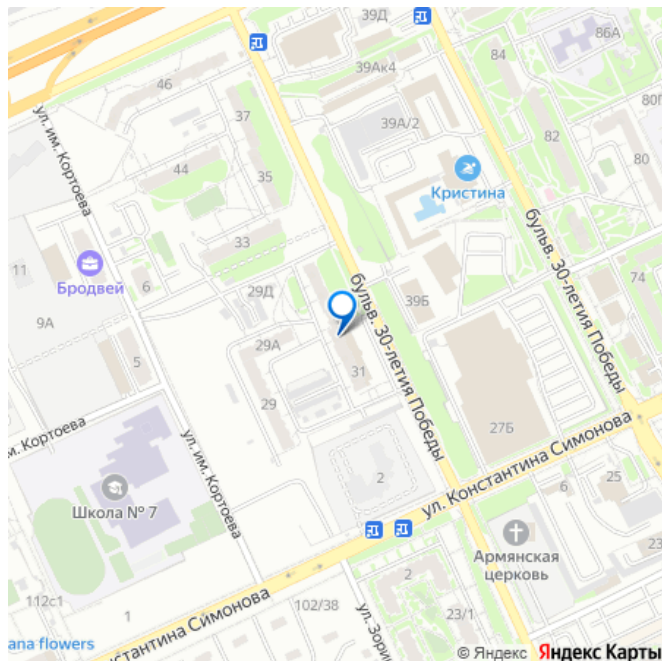 39Д
84
86А
46
39Ак4
37
39А/2
80Г
82
ул. им. Кортоева
44
35
80
Кристина
33
бульв. 30-летия Победы
11
Бродвей
6
29Д
39Б
74
9А
бульв. 30-летия Победы
29А
5
31
29
27Б
им. Кортоева
ул. им. Кортоева
2
ул. Константина Симонова
25
6
Школа № 7
Армянская
церковь
23
2
112с1
1
102/38
23/1
ana flowers
Константина Симонова
ул. Зори
© Яндекс Яндекс Карты